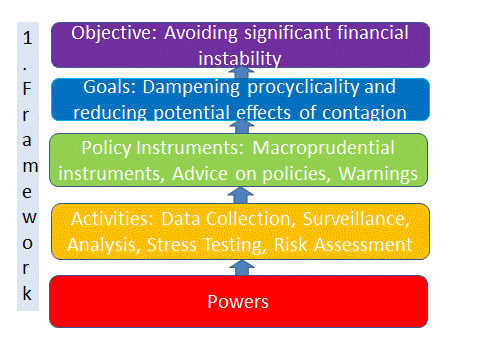 1. Framework
Objective: Avoiding significant financial
instability
Goals: Dampening procyclicality and
reducing potential effects of contagion
Policy Instruments: Macroprudential
instruments, Advice on policies, Warnings
Activities: Data Collection, Surveillance,
Analysis, Stress Testing, Risk Assessment
Powers